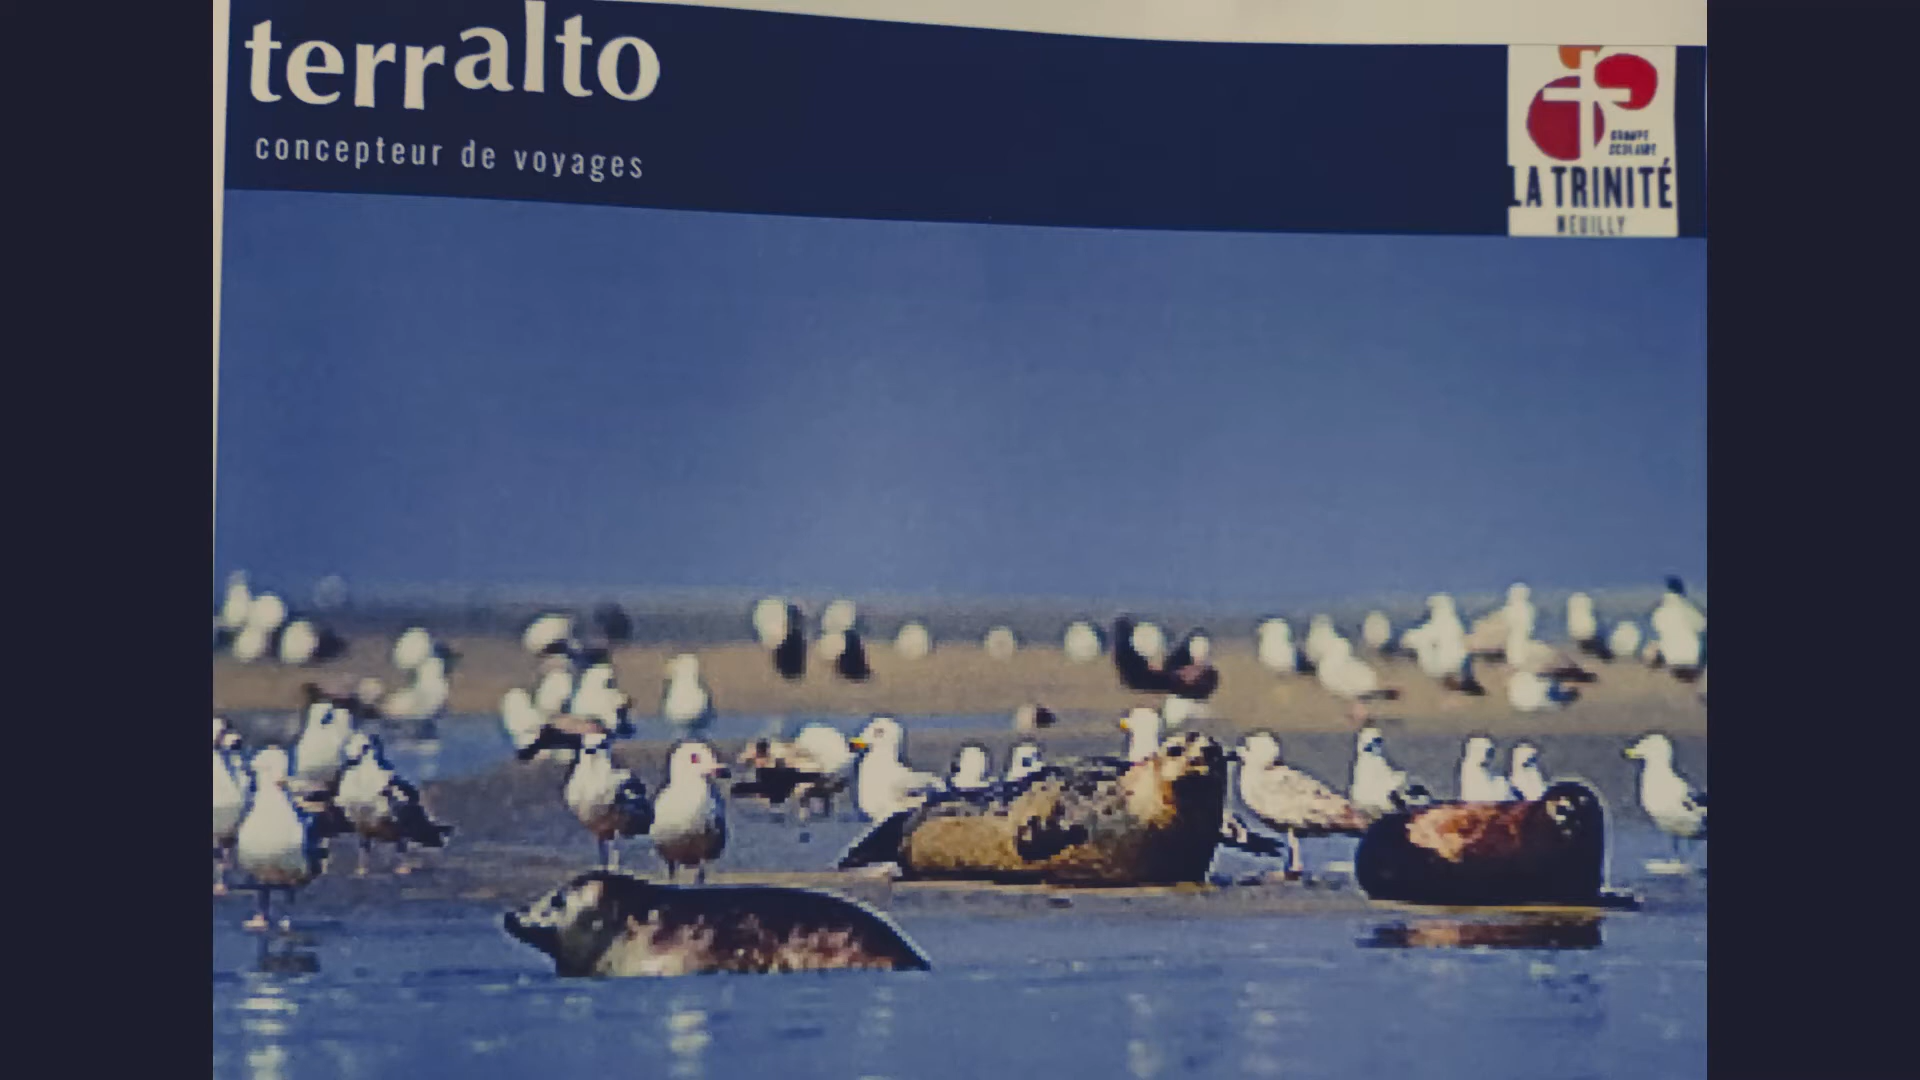 terralto
concepteur de voyages
GROUPE
SCOLAIRE
LA TRINITÉ
NEUILLY